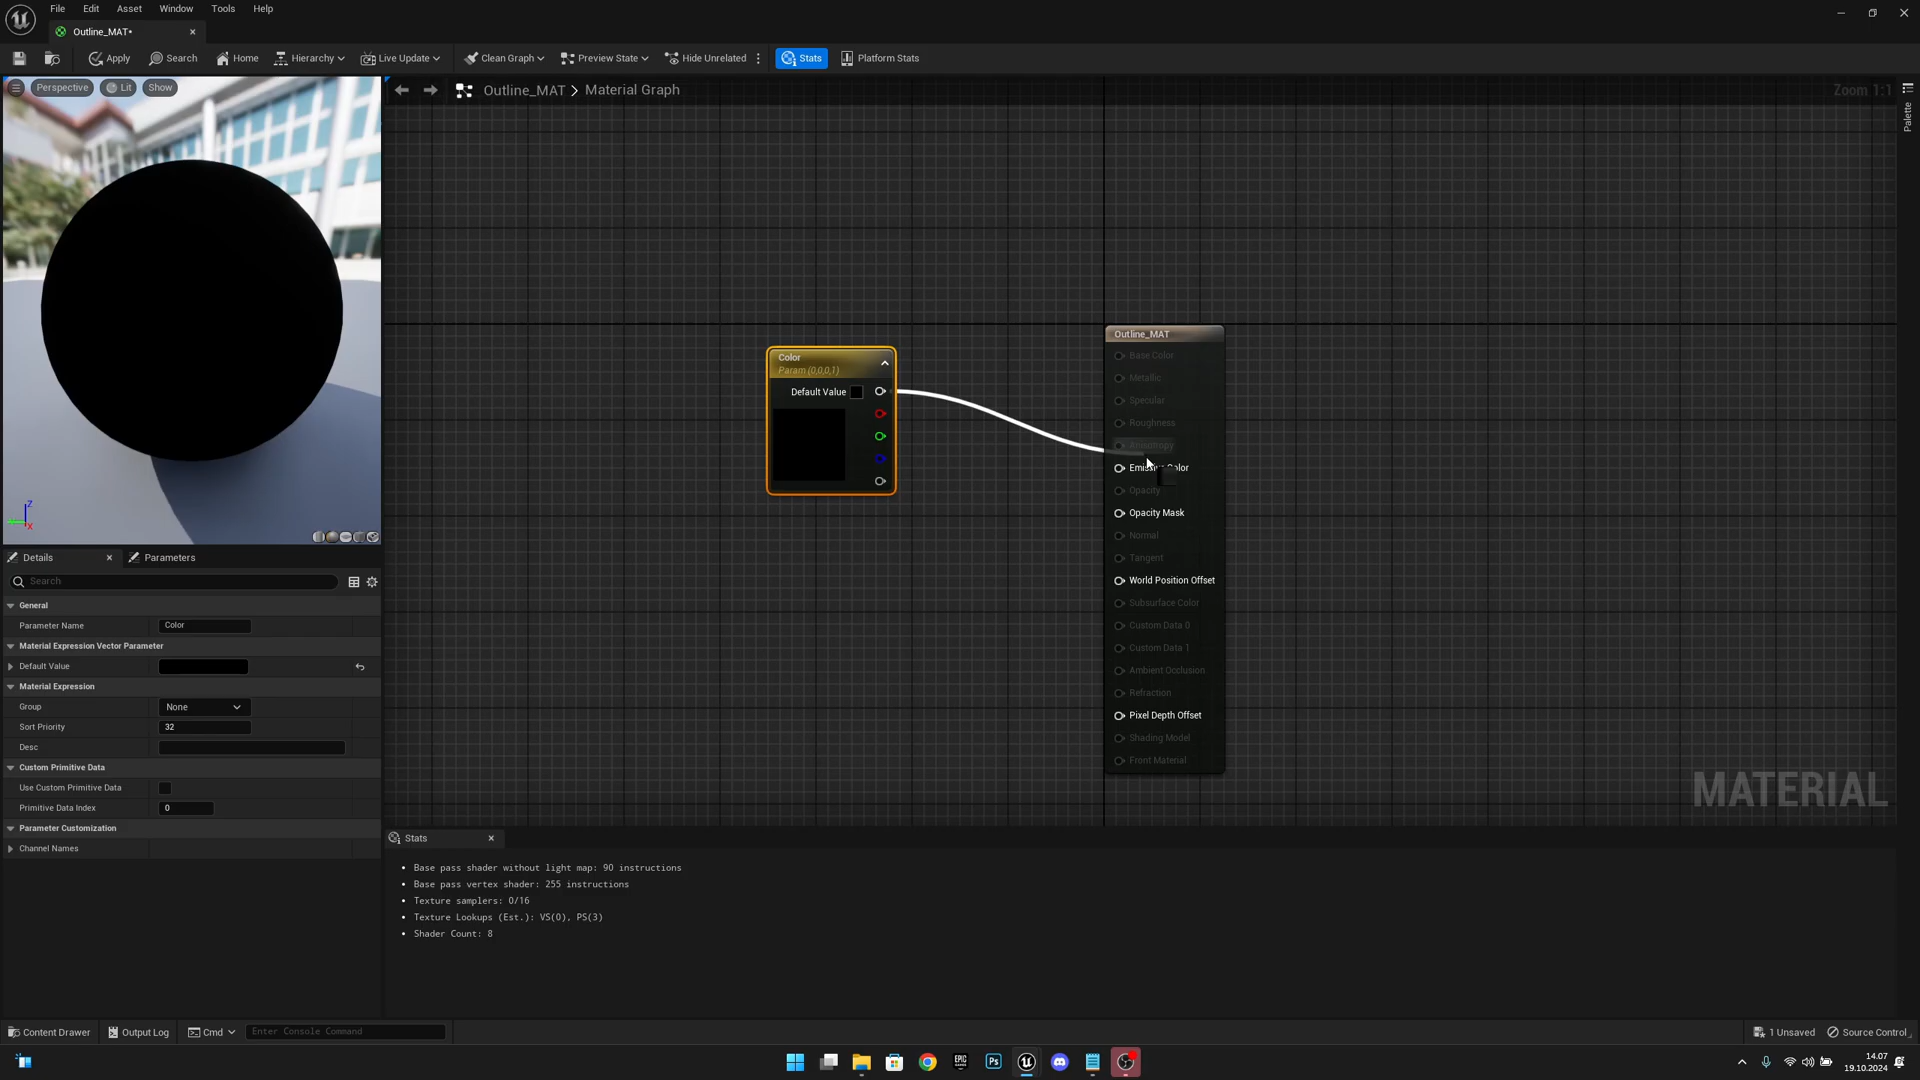 File Edit Asset Window Tools Help
Outline_MAT•
Apply Search Home Hierarchy Live Update Clean Graph Preview State Hide Unrelated Stats Platform Stats
Perspective Lit Show
Outline_MAT > Material Graph
Zoom 1:1
Palette
Color
Param (0,0,0,1)
Default Value
Outline_MAT
Base Color
Metallic
Specular
Roughness
Anisotropy
Emissive Color
Opacity
Opacity Mask
Normal
Tangent
World Position Offset
Subsurface Color
Custom Data 0
Custom Data 1
Ambient Occlusion
Refraction
Pixel Depth Offset
Shading Model
Front Material
MATERIAL
Z
X
Details Parameters
Search
General
Parameter Name Color
Material Expression Vector Parameter
Default Value
Material Expression
Group None
Sort Priority 32
Desc
Custom Primitive Data
Use Custom Primitive Data
Primitive Data Index 0
Parameter Customization
Channel Names
Stats
Base pass shader without light map: 90 instructions
Base pass vertex shader: 255 instructions
Texture samplers: 0/16
Texture Lookups (Est.): VS(0), PS(3)
Shader Count: 8
Content Drawer Output Log Cmd Enter Console Command 1 Unsaved Source Control
EPIC GAMES
Ps
14.07
19.10.2024